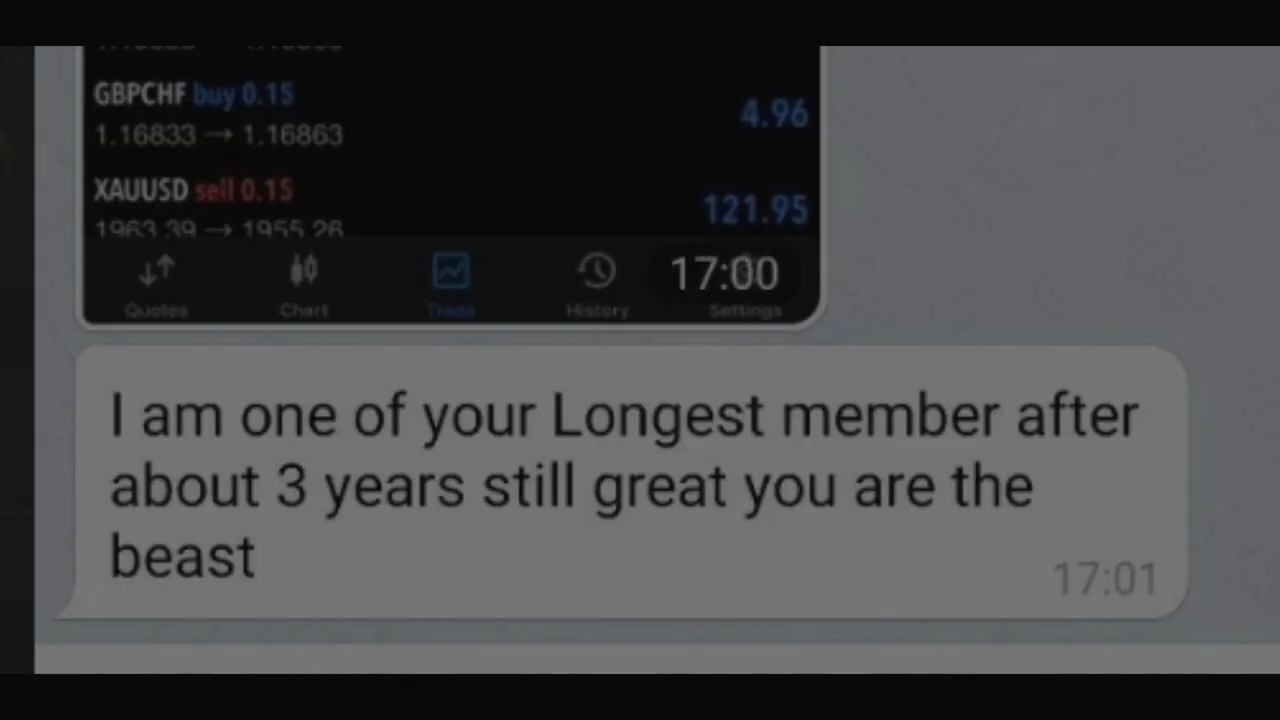 GBPCHF buy 0.15
4.96
1.16833 → 1.16863
XAUUSD sell 0.15
121.95
1963.39 → 1955.26
17:00
Quotes
Chart
Trade
History
Settings
I am one of your Longest member after
about 3 years still great you are the
beast
17:01